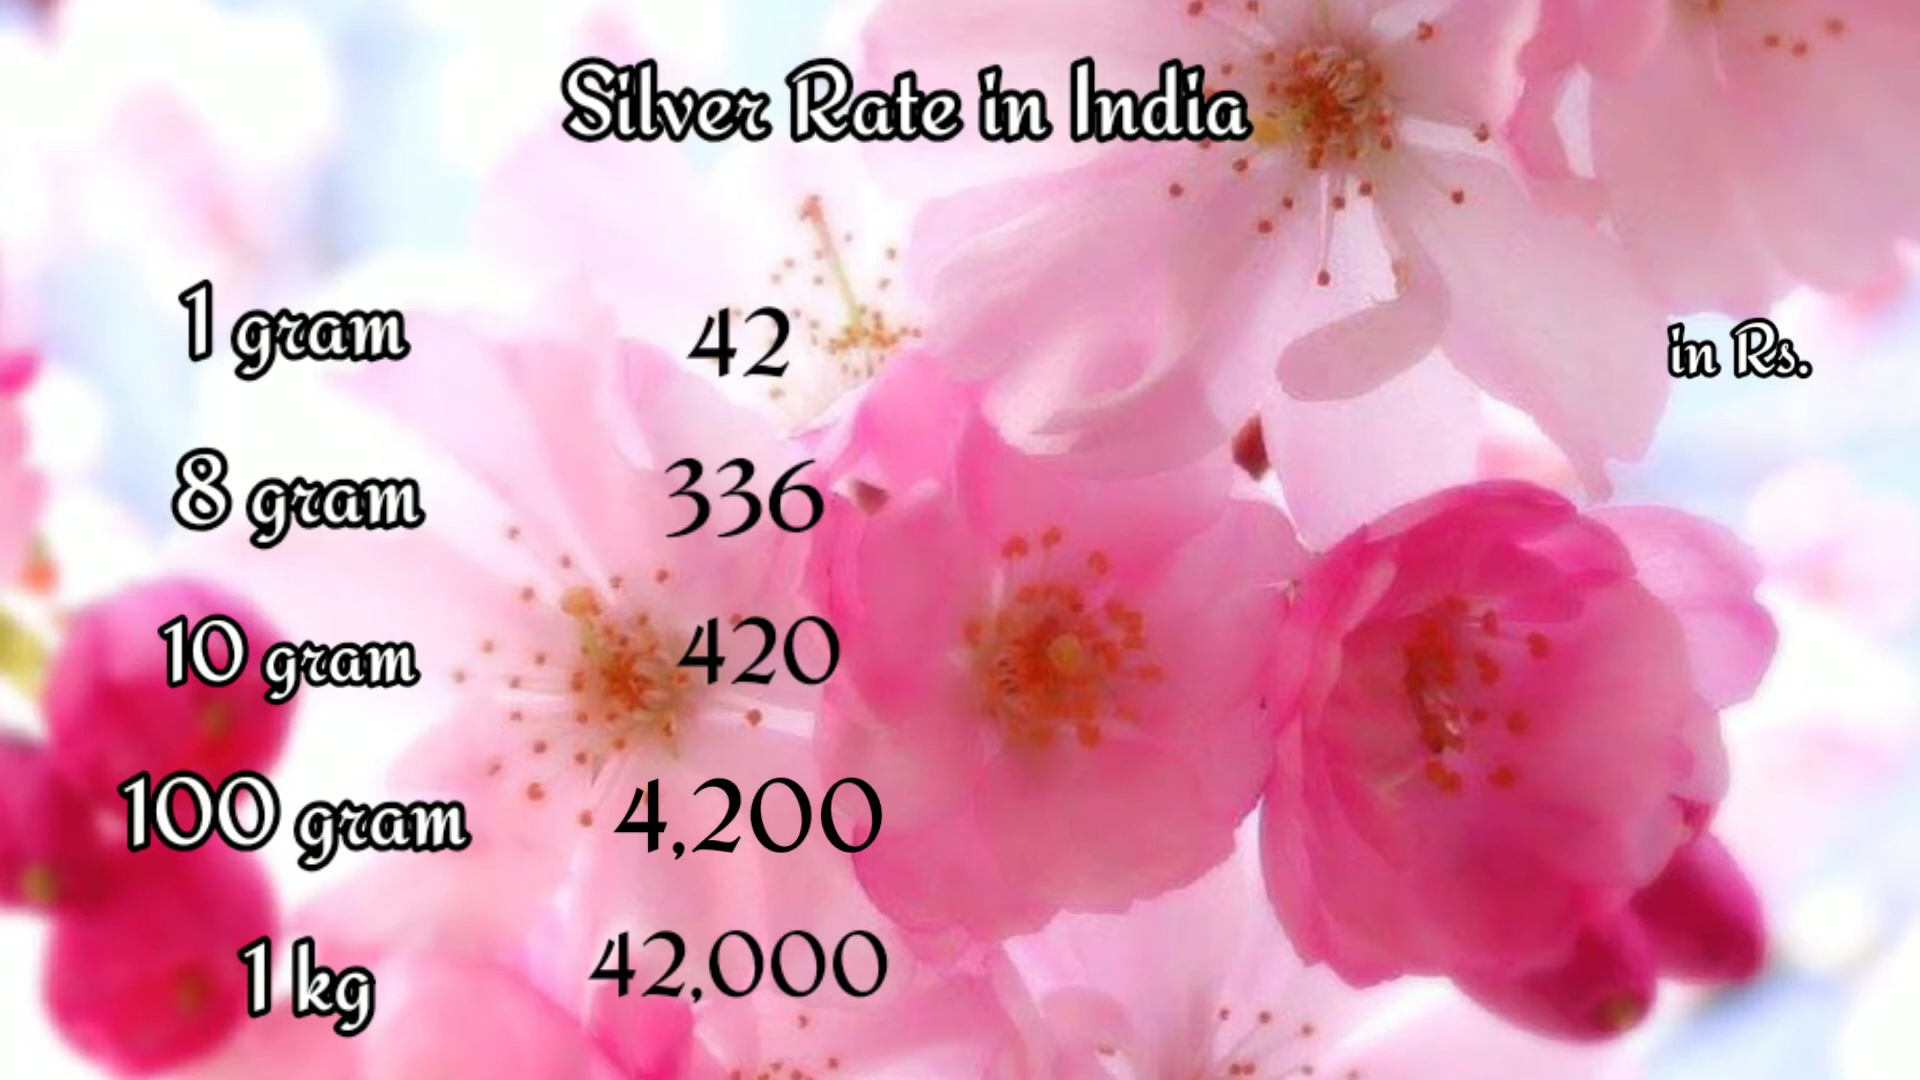 Silver Rate in India
1 gram 42 in Rs.
8 gram 336
10 gram 420
100 gram 4,200
1 kg 42,000